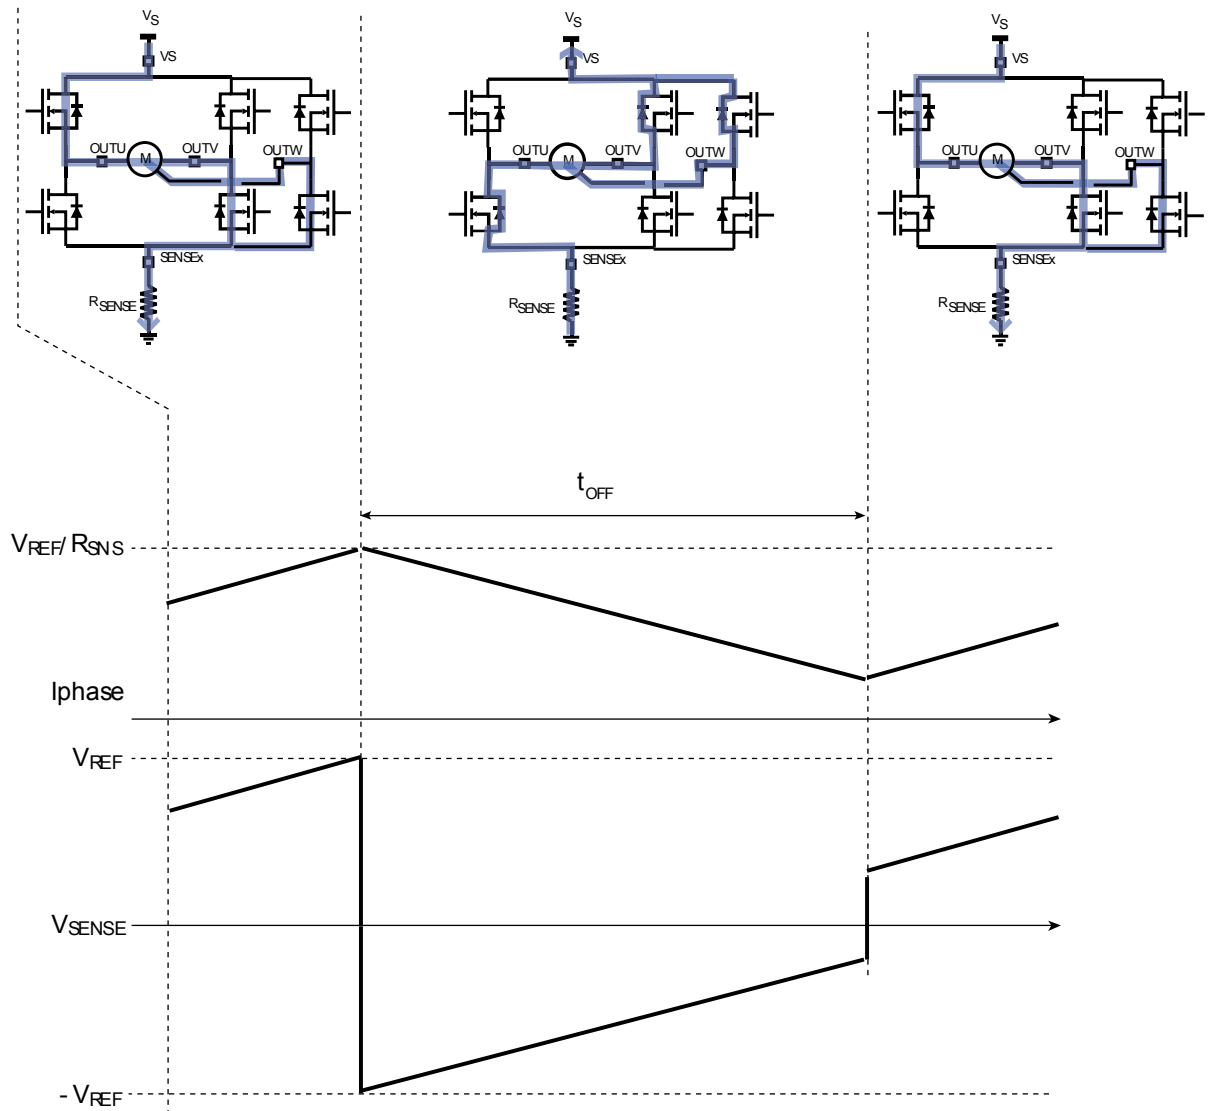 VS
VS
OUTU
M
OUTV
OUTW
SENSEx
RSENSE
VS
VS
OUTU
M
OUTV
OUTW
SENSEx
RSENSE
VS
VS
OUTU
M
OUTV
OUTW
SENSEx
RSENSE
tOFF
VREF/ RSNS
Iphase
VREF
VSENSE
- VREF